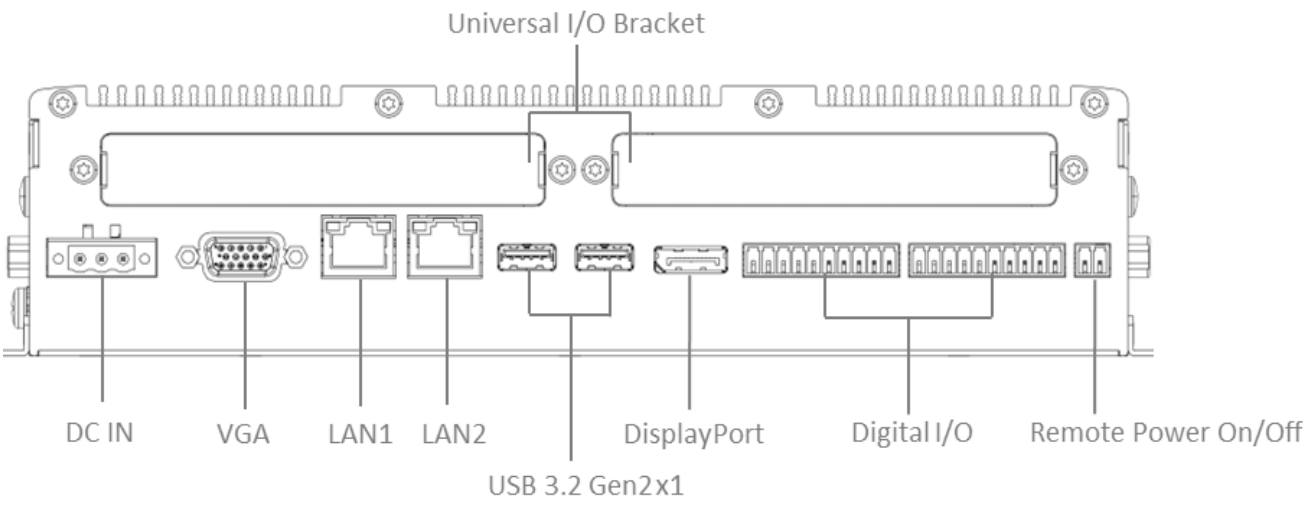 Universal I/O Bracket
DC IN
VGA
LAN1
LAN2
DisplayPort
Digital I/O
Remote Power On/Off
USB 3.2 Gen2x1